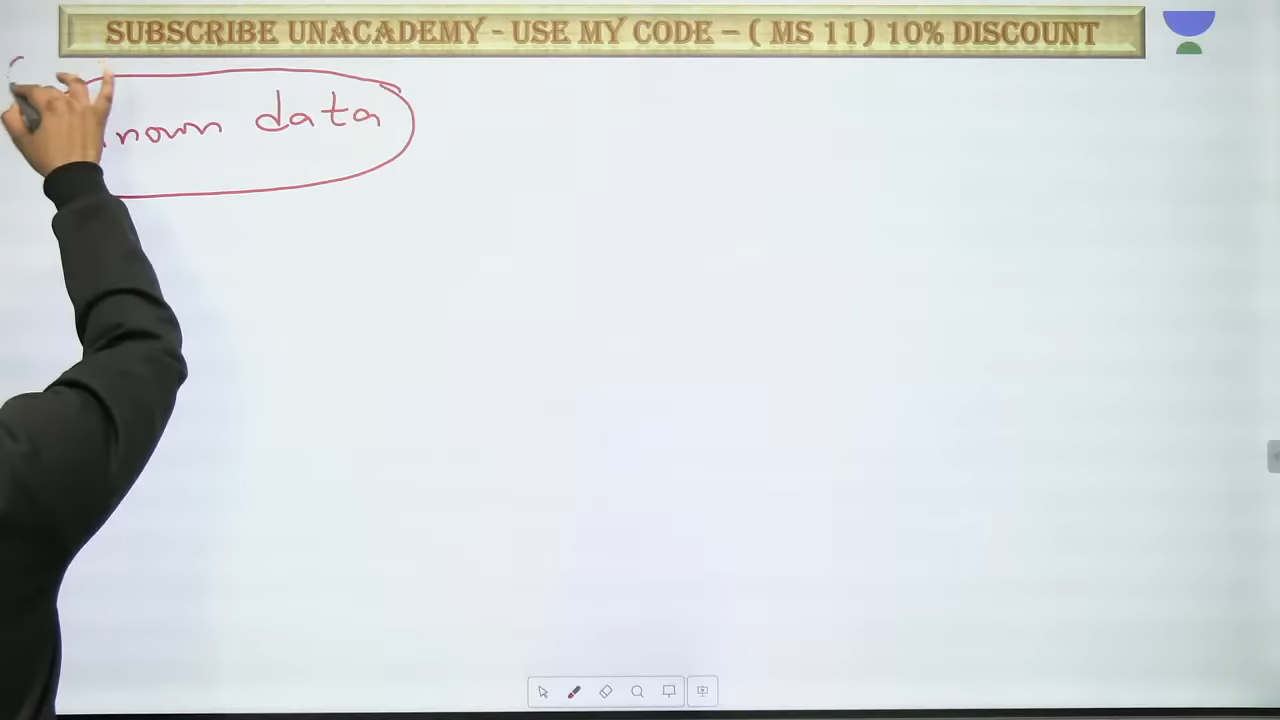 SUBSCRIBE UNACADEMY - USE MY CODE – ( MS 11) 10% DISCOUNT
nown data